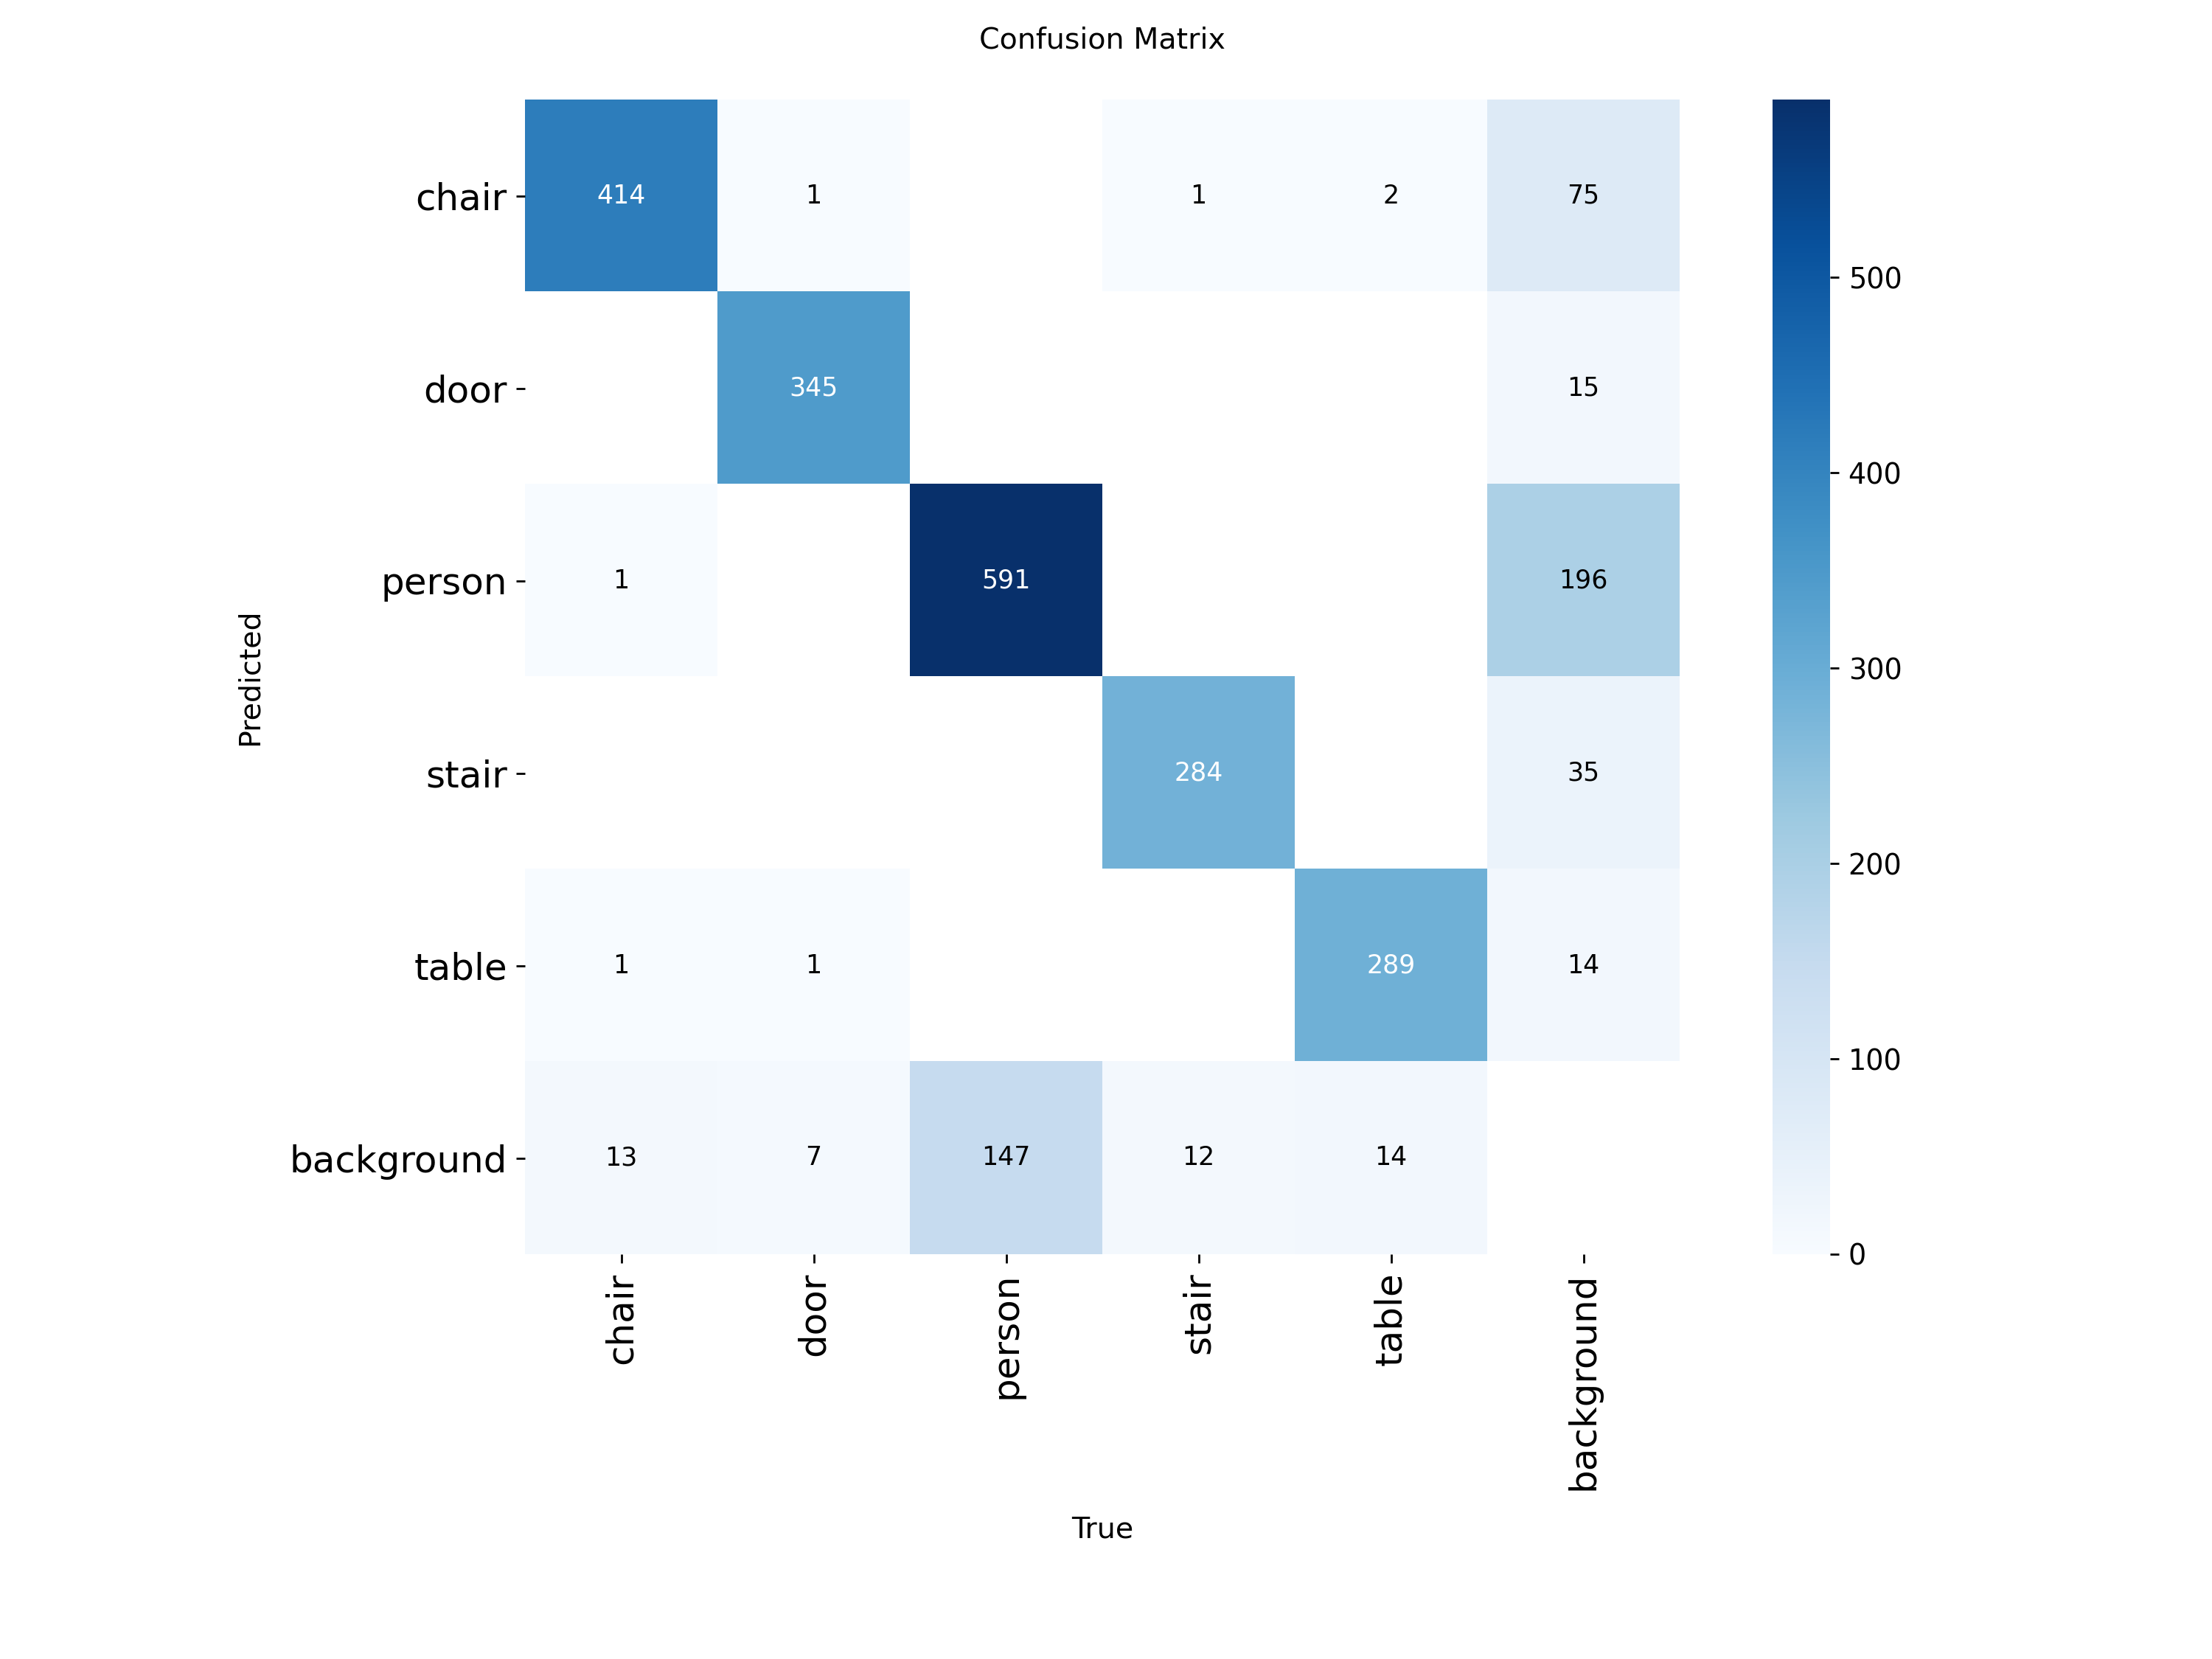 Confusion Matrix
chair 414 1 1 2 75
door 345 15
person 1 591 196
stair 284 35
table 1 1 289 14
background 13 7 147 12 14
chair door person stair table background
Predicted
True
500
400
300
200
100
0